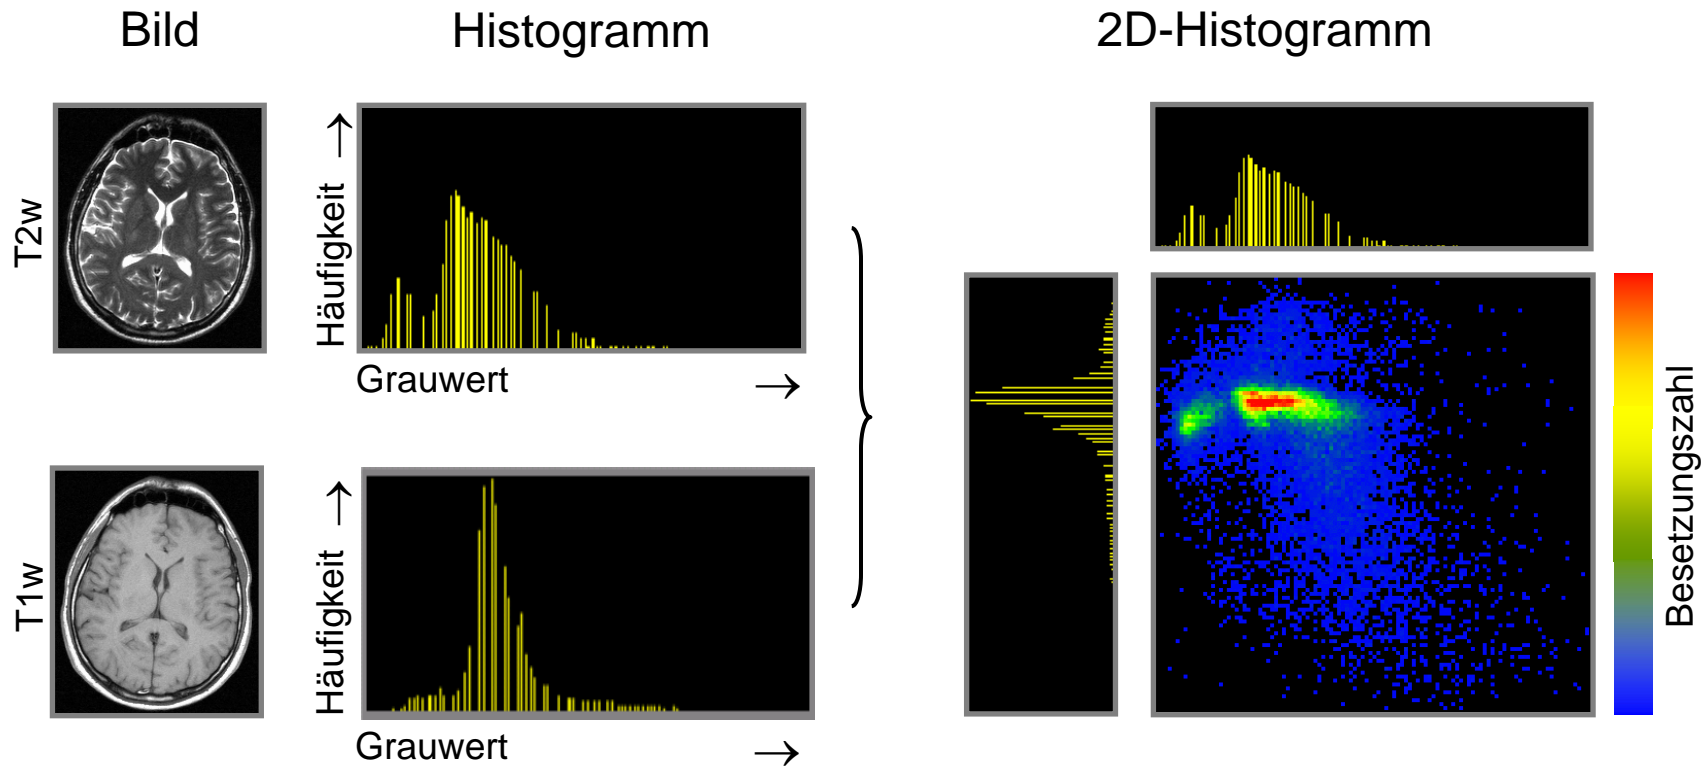 Bild
Histogramm
2D-Histogramm
T2w
Häufigkeit →
Grauwert →
T1w
Häufigkeit →
Grauwert →
Besetzungszahl